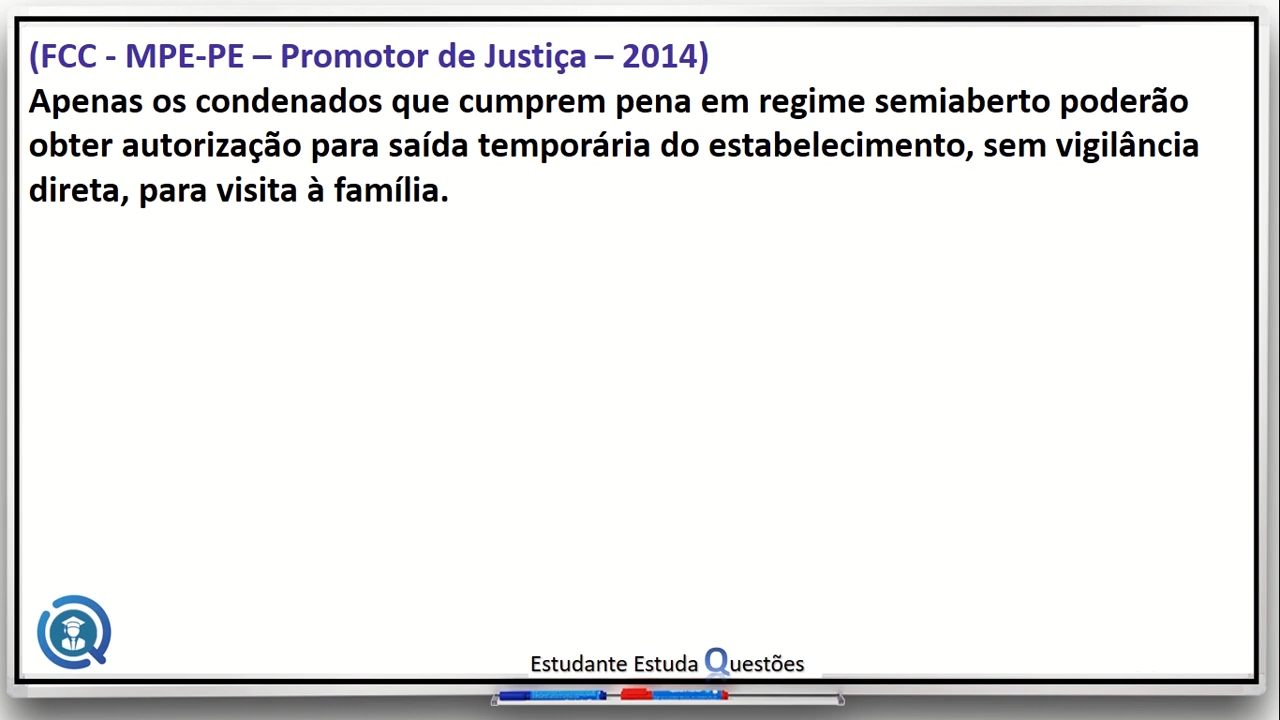 (FCC - MPE-PE – Promotor de Justiça – 2014)
Apenas os condenados que cumprem pena em regime semiaberto poderão
obter autorização para saída temporária do estabelecimento, sem vigilância
direta, para visita à família.
Estudante Estuda Questões